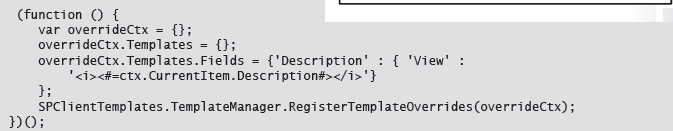 (function () {
    var overrideCtx = {};
    overrideCtx.Templates = {};
    overrideCtx.Templates.Fields = {'Description' : { 'View' :
        '<i><#=ctx.CurrentItem.Description#></i>'}
    };
    SPClientTemplates.TemplateManager.RegisterTemplateOverrides(overrideCtx);
})();